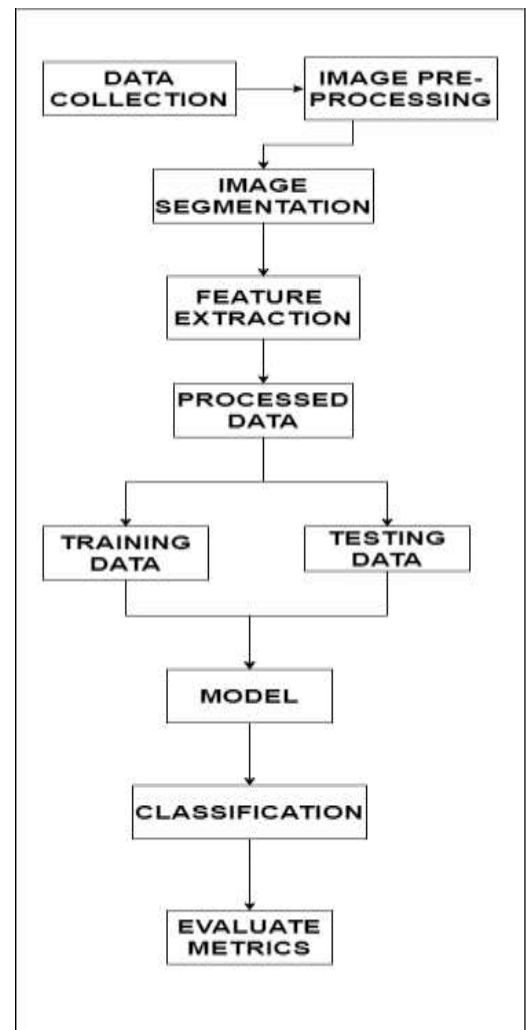 DATA
COLLECTION
IMAGE PRE-
PROCESSING
IMAGE
SEGMENTATION
FEATURE
EXTRACTION
PROCESSED
DATA
TRAINING
DATA
TESTING
DATA
MODEL
CLASSIFICATION
EVALUATE
METRICS